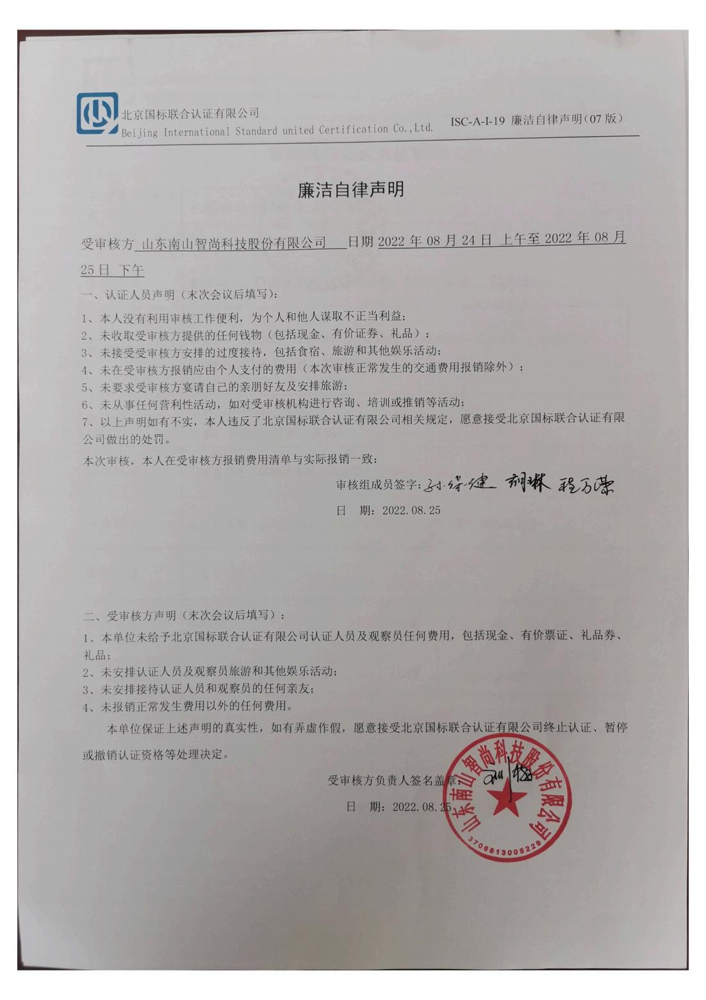 北京国标联合认证有限公司
Beijing International Standard united Certification Co.,Ltd.
ISC-A-I-19 廉洁自律声明(07 版)
廉洁自律声明
受审核方 山东南山智尚科技股份有限公司 日期 2022 年 08 月 24 日 上午至 2022 年 08 月
25 日 下午
一、认证人员声明（末次会议后填写）：
1、本人没有利用审核工作便利，为个人和他人谋取不正当利益；
2、未收取受审核方提供的任何钱物（包括现金、有价证券、礼品）；
3、未接受受审核方安排的过度接待，包括食宿、旅游和其他娱乐活动；
4、未在受审核方报销应由个人支付的费用（本次审核正常发生的交通费用报销除外）；
5、未要求受审核方宴请自己的亲朋好友及安排旅游；
6、未从事任何营利性活动，如对受审核机构进行咨询、培训或推销等活动；
7、以上声明如有不实，本人违反了北京国标联合认证有限公司相关规定，愿意接受北京国标联合认证有限
公司做出的处罚。
本次审核，本人在受审核方报销费用清单与实际报销一致：
审核组成员签字： 胡琳 程万荣
日 期：2022.08.25
二、受审核方声明（末次会议后填写）：
1、本单位未给予北京国标联合认证有限公司认证人员及观察员任何费用，包括现金、有价票证、礼品券、
礼品；
2、未安排认证人员及观察员旅游和其他娱乐活动；
3、未安排接待认证人员和观察员的任何亲友；
4、未报销正常发生费用以外的任何费用。
本单位保证上述声明的真实性，如有弄虚作假，愿意接受北京国标联合认证有限公司终止认证、暂停
或撤销认证资格等处理决定。
受审核方负责人签名盖章：
日 期：2022.08.25
山东南山智尚科技股份有限公司
3706813005229